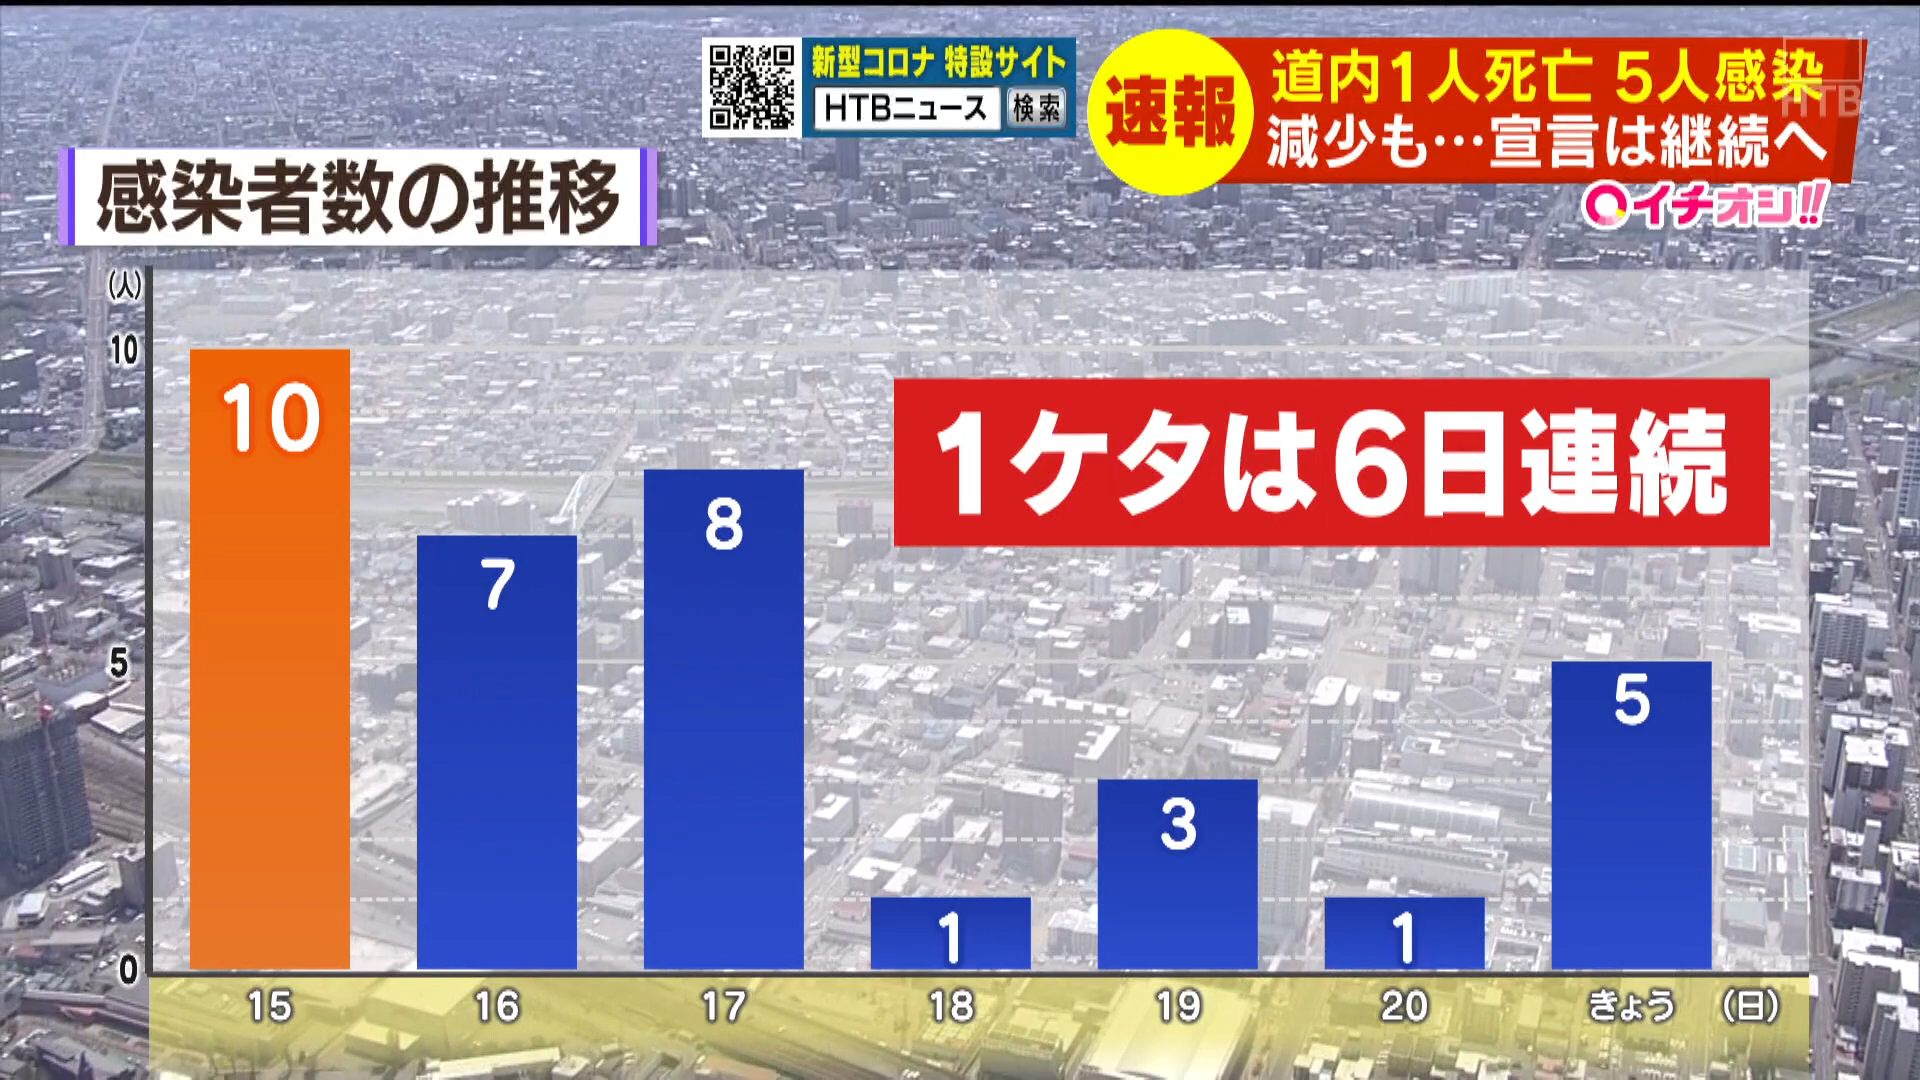 新型コロナ 特設サイト
HTBニュース 検索
速報
道内1人死亡 5人感染
減少も…宣言は継続へ
HTB
イチオシ!!
感染者数の推移
(人)
10
5
0
1ケタは6日連続
10
7
8
1
3
1
5
15 16 17 18 19 20 きょう (日)